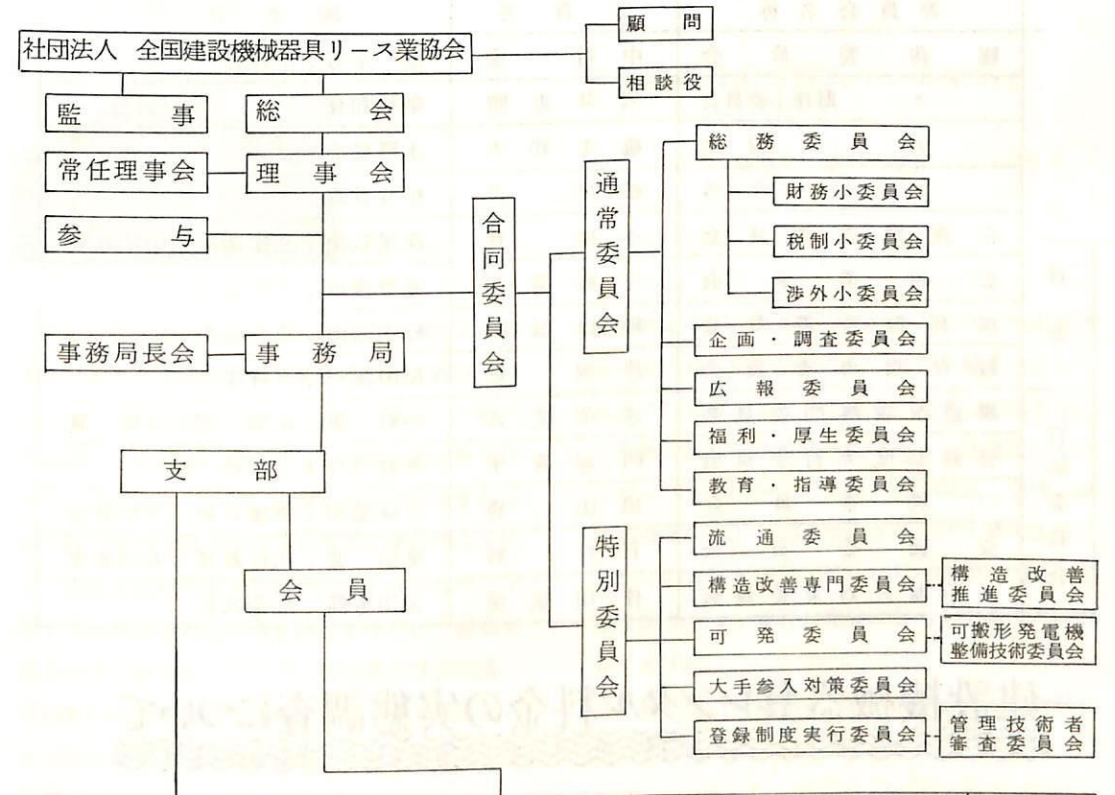 社団法人 全国建設機械器具リース業協会
顧問
相談役
監事
総会
常任理事会
理事会
参与
事務局長会
事務局
支部
会員
合同委員会
通常委員会
総務委員会
財務小委員会
税制小委員会
渉外小委員会
企画・調査委員会
広報委員会
福利・厚生委員会
教育・指導委員会
特別委員会
流通委員会
構造改善専門委員会
構造改善
推進委員会
可発委員会
可搬形発電機
整備技術委員会
大手参入対策委員会
登録制度実行委員会
管理技術者
審査委員会